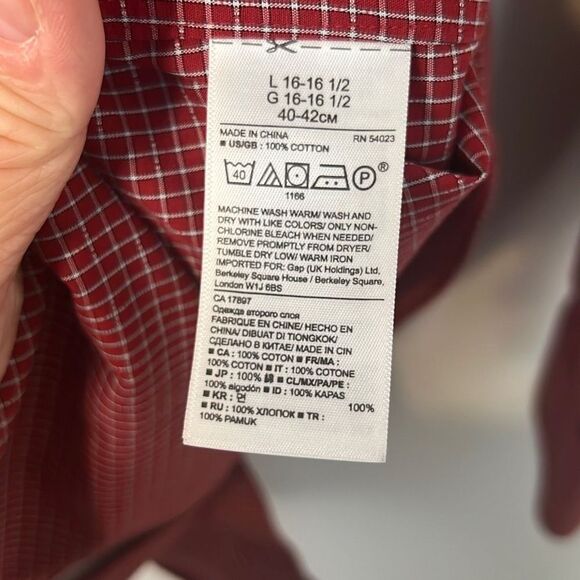 L 16-16 1/2
G 16-16 1/2
40-42CM
MADE IN CHINA RN 54023
■ US/GB : 100% COTTON
40 P ®
1166
MACHINE WASH WARM/ WASH AND
DRY WITH LIKE COLORS/ ONLY NON-
CHLORINE BLEACH WHEN NEEDED/
REMOVE PROMPTLY FROM DRYER/
TUMBLE DRY LOW/ WARM IRON
IMPORTED FOR: Gap (UK Holdings) Ltd,
Berkeley Square House / Berkeley Square,
London W1J 6BS
CA 17897
Одежда второго слоя
FABRIQUE EN CHINE/ HECHO EN
CHINA/ DIBUAT DI TIONGKOK/
СДЕЛАНО В КИТАЕ/ MADE IN CIN
■ CA : 100% COTON ■ FR/MA :
100% COTON ■ IT : 100% COTONE
■ JP : 100% 綿 ■ CL/MX/PA/PE :
100% algodón ■ ID : 100% KAPAS
■ KR : 면 100%
■ RU : 100% ХЛОПОК ■ TR :
100% PAMUK